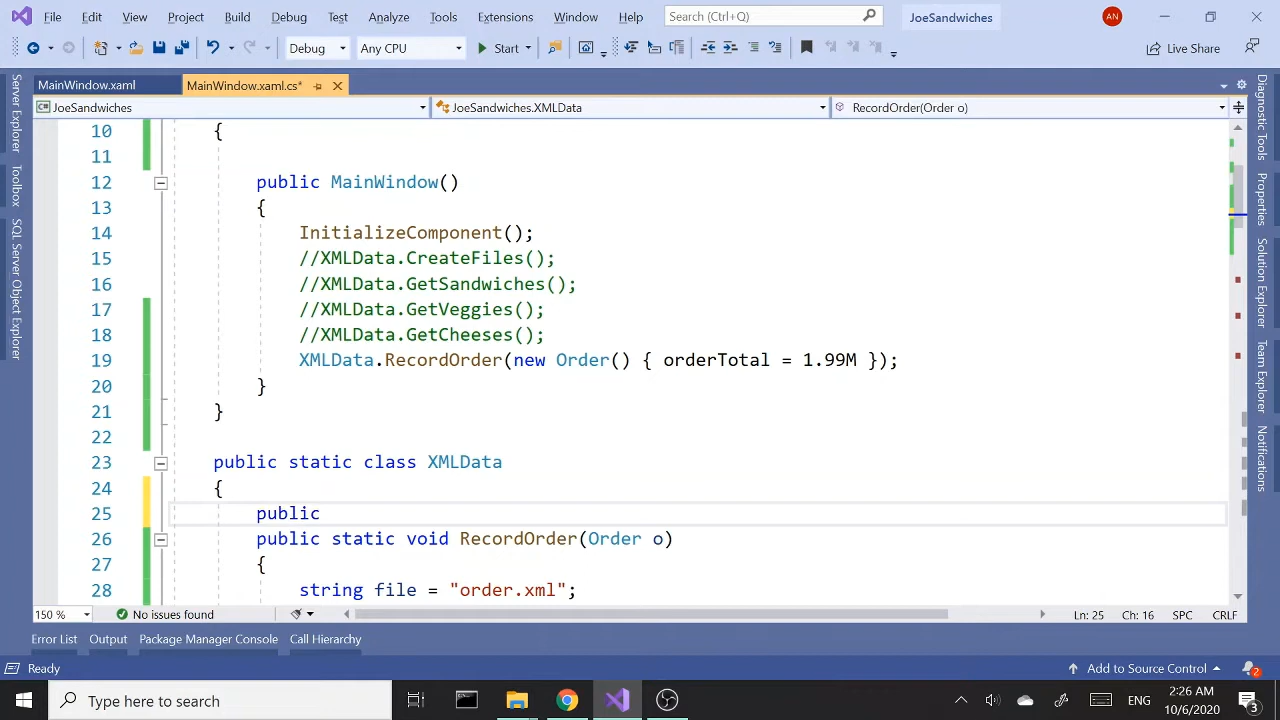 File Edit View Project Build Debug Test Analyze Tools Extensions Window Help Search (Ctrl+Q) JoeSandwiches AN
Debug Any CPU Start Live Share
MainWindow.xaml MainWindow.xaml.cs*
JoeSandwiches JoeSandwiches.XMLData RecordOrder(Order o)
Server Explorer
Toolbox
SQL Server Object Explorer
10 {
11
12 public MainWindow()
13 {
14 InitializeComponent();
15 //XMLData.CreateFiles();
16 //XMLData.GetSandwiches();
17 //XMLData.GetVeggies();
18 //XMLData.GetCheeses();
19 XMLData.RecordOrder(new Order() { orderTotal = 1.99M });
20 }
21 }
22
23 public static class XMLData
24 {
25 public
26 public static void RecordOrder(Order o)
27 {
28 string file = "order.xml";
Diagnostic Tools
Properties
Solution Explorer
Team Explorer
Notifications
150 % No issues found Ln: 25 Ch: 16 SPC CRLF
Error List Output Package Manager Console Call Hierarchy
Ready Add to Source Control 2
Type here to search ENG :26 AM
10/6/2020 3